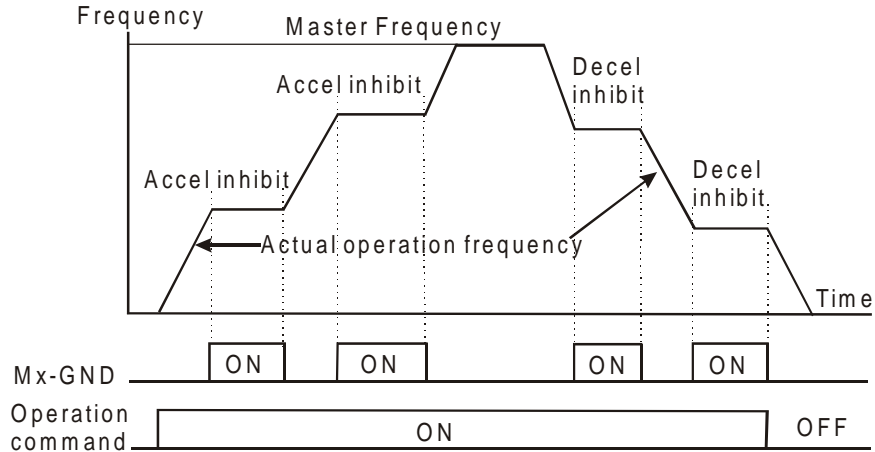 Frequency
Master Frequency
Accel inhibit
Decel
inhibit
Accel inhibit
Decel
inhibit
Actual operation frequency
Time
Mx-GND
ON
ON
ON
ON
Operation
command
ON
OFF